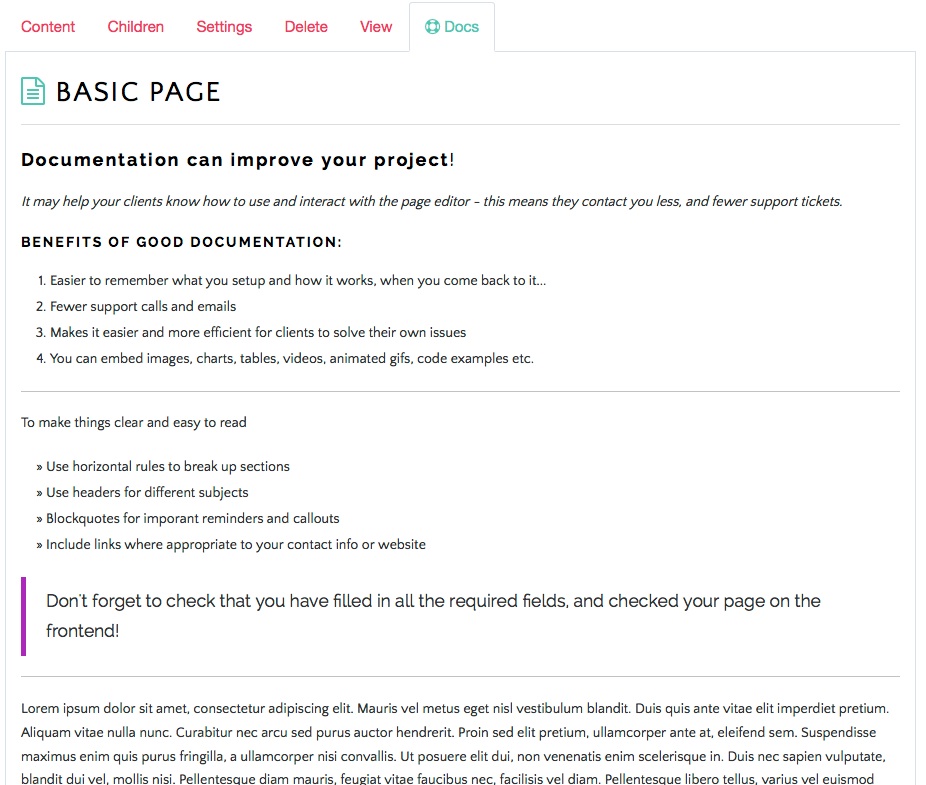 Content Children Settings Delete View Docs
BASIC PAGE
Documentation can improve your project!
It may help your clients know how to use and interact with the page editor - this means they contact you less, and fewer support tickets.
BENEFITS OF GOOD DOCUMENTATION:
1. Easier to remember what you setup and how it works, when you come back to it...
2. Fewer support calls and emails
3. Makes it easier and more efficient for clients to solve their own issues
4. You can embed images, charts, tables, videos, animated gifs, code examples etc.
To make things clear and easy to read
» Use horizontal rules to break up sections
» Use headers for different subjects
» Blockquotes for imporant reminders and callouts
» Include links where appropriate to your contact info or website
Don't forget to check that you have filled in all the required fields, and checked your page on the
frontend!
Lorem ipsum dolor sit amet, consectetur adipiscing elit. Mauris vel metus eget nisl vestibulum blandit. Duis quis ante vitae elit imperdiet pretium.
Aliquam vitae nulla nunc. Curabitur nec arcu sed purus auctor hendrerit. Proin sed elit pretium, ullamcorper ante at, eleifend sem. Suspendisse
maximus enim quis purus fringilla, a ullamcorper nisi convallis. Ut posuere elit dui, non venenatis enim scelerisque in. Duis nec sapien vulputate,
blandit dui vel, mollis nisi. Pellentesque diam mauris, feugiat vitae faucibus nec, facilisis vel diam. Pellentesque libero tellus, varius vel euismod